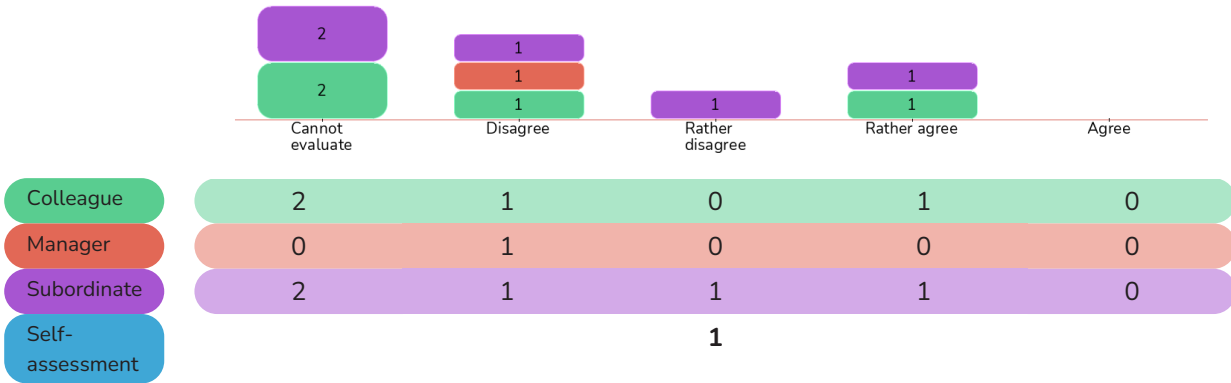 2
1
2
1
1
1
1
1
Cannot
evaluate
Disagree
Rather
disagree
Rather agree
Agree
Colleague 2 1 0 1 0
Manager 0 1 0 0 0
Subordinate 2 1 1 1 0
Self-
assessment
1